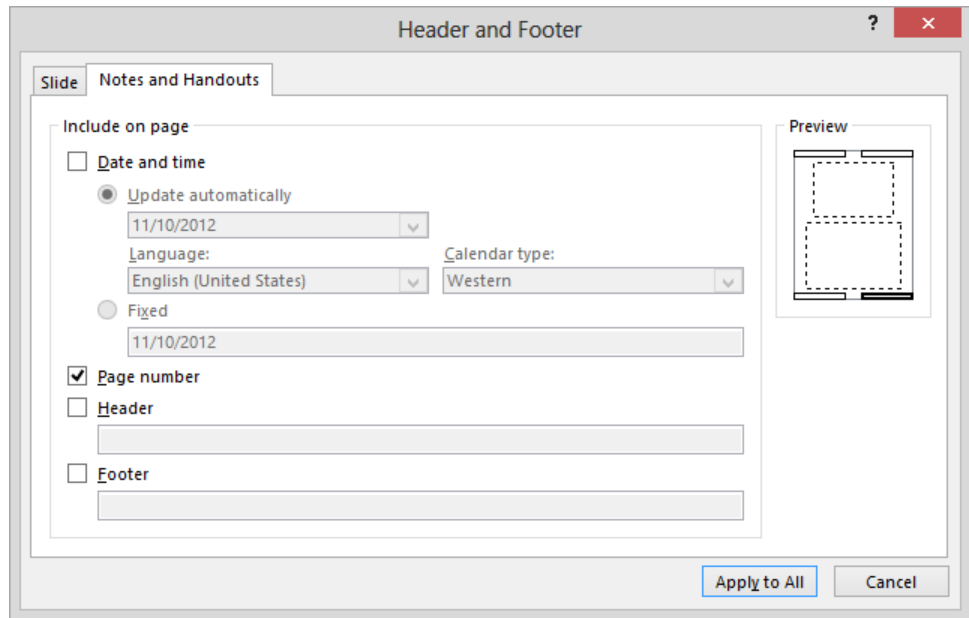 Header and Footer
?
Slide
Notes and Handouts
Include on page
Preview
Date and time
Update automatically
11/10/2012
Language:
Calendar type:
English (United States)
Western
Fixed
11/10/2012
Page number
Header
Footer
Apply to All
Cancel